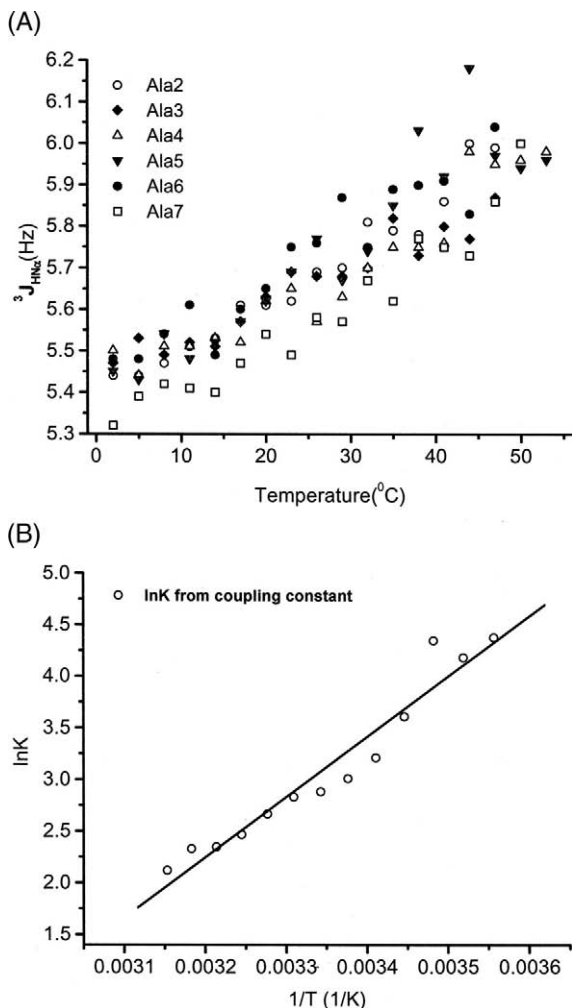 (A)
6.2
6.1
6.0
5.9
5.8
5.7
5.6
5.5
5.4
5.3
³J_HNα(Hz)
Ala2
Ala3
Ala4
Ala5
Ala6
Ala7
0 10 20 30 40 50
Temperature(⁰C)
(B)
5.0
4.5
4.0
3.5
3.0
2.5
2.0
1.5
lnK
lnK from coupling constant
0.0031 0.0032 0.0033 0.0034 0.0035 0.0036
1/T (1/K)